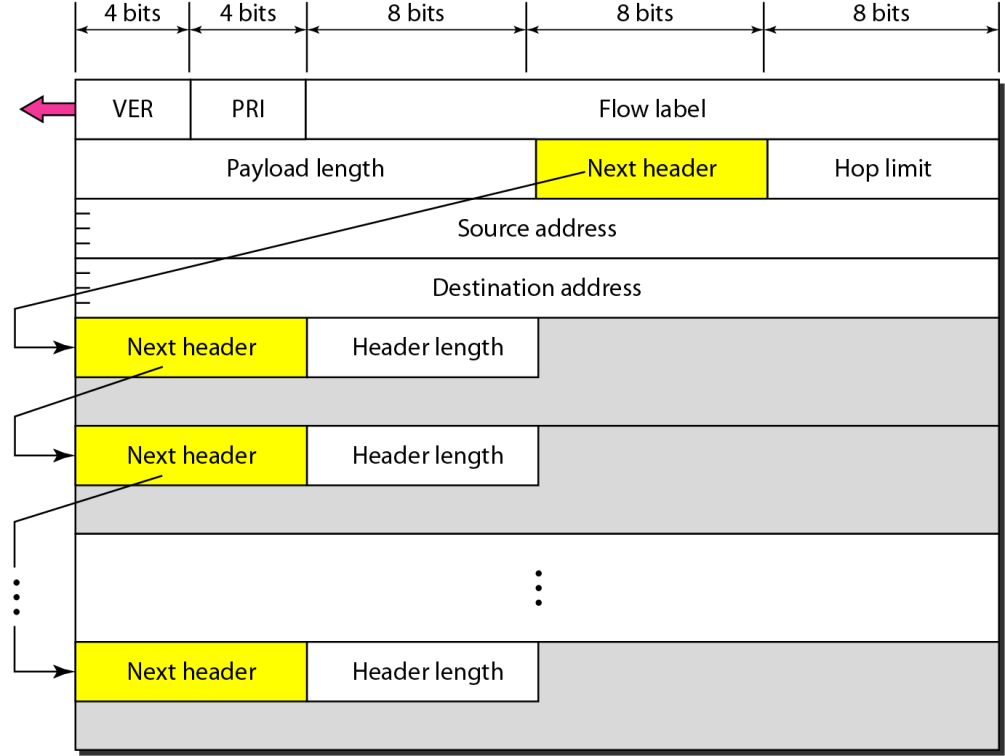 4 bits 4 bits 8 bits 8 bits 8 bits
VER PRI Flow label
Payload length Next header Hop limit
Source address
Destination address
Next header Header length
Next header Header length
Next header Header length